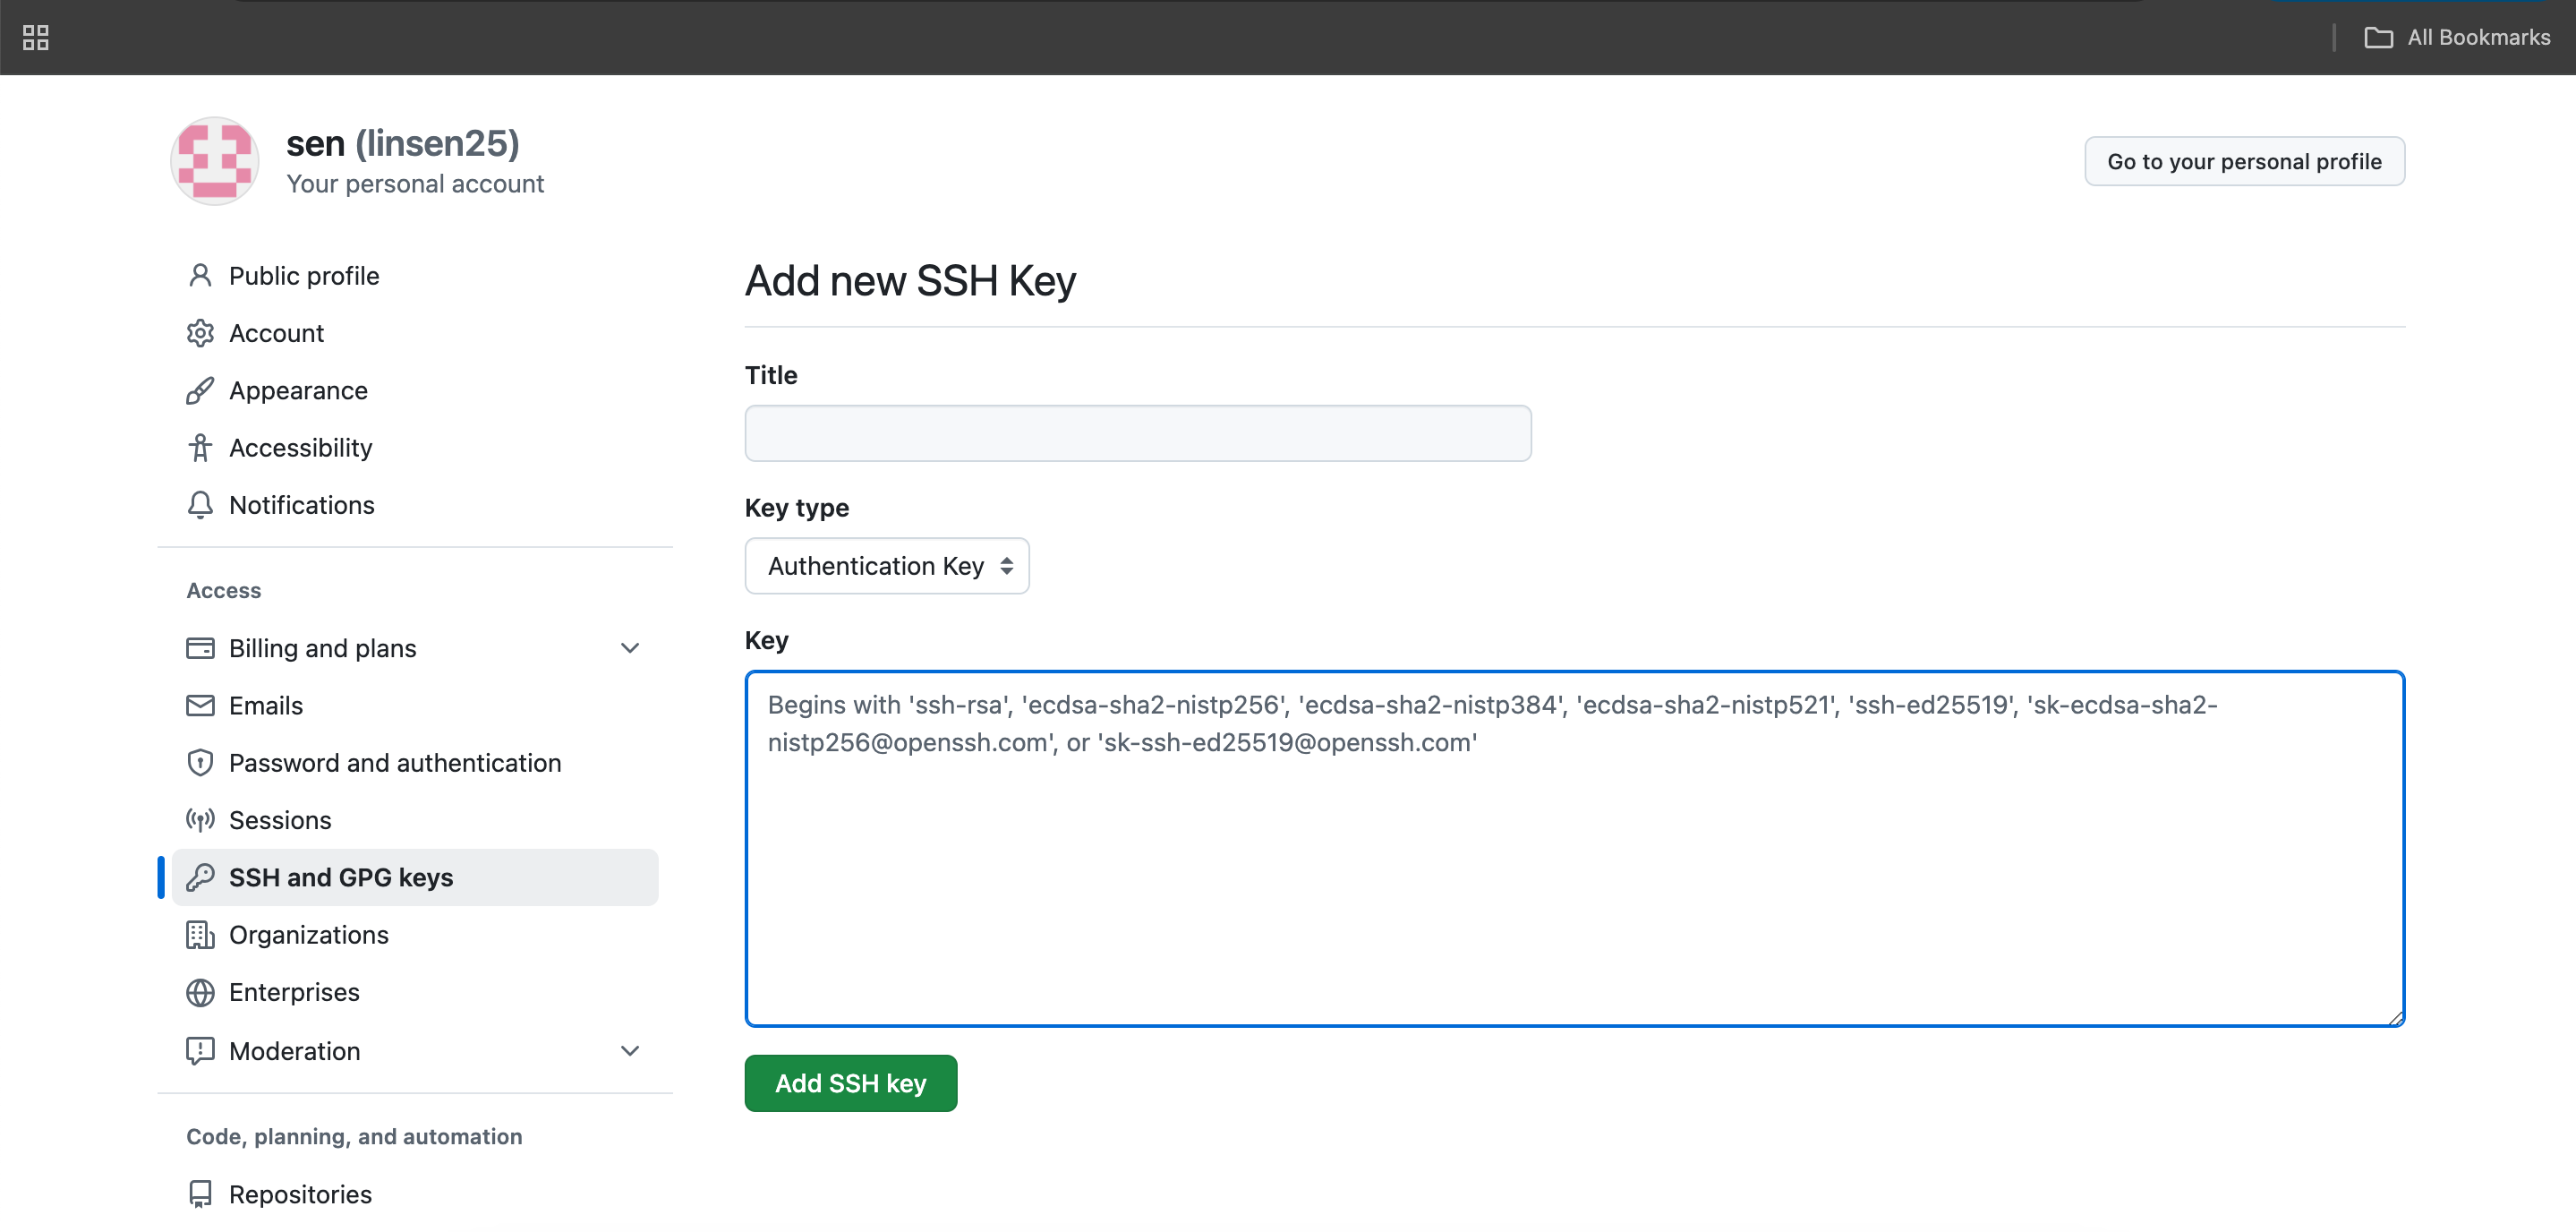 All Bookmarks
sen (linsen25)
Your personal account
Go to your personal profile
Public profile
Account
Appearance
Accessibility
Notifications
Access
Billing and plans
Emails
Password and authentication
Sessions
SSH and GPG keys
Organizations
Enterprises
Moderation
Code, planning, and automation
Repositories
Add new SSH Key
Title
Key type
Authentication Key
Key
Begins with 'ssh-rsa', 'ecdsa-sha2-nistp256', 'ecdsa-sha2-nistp384', 'ecdsa-sha2-nistp521', 'ssh-ed25519', 'sk-ecdsa-sha2-
nistp256@openssh.com', or 'sk-ssh-ed25519@openssh.com'
Add SSH key